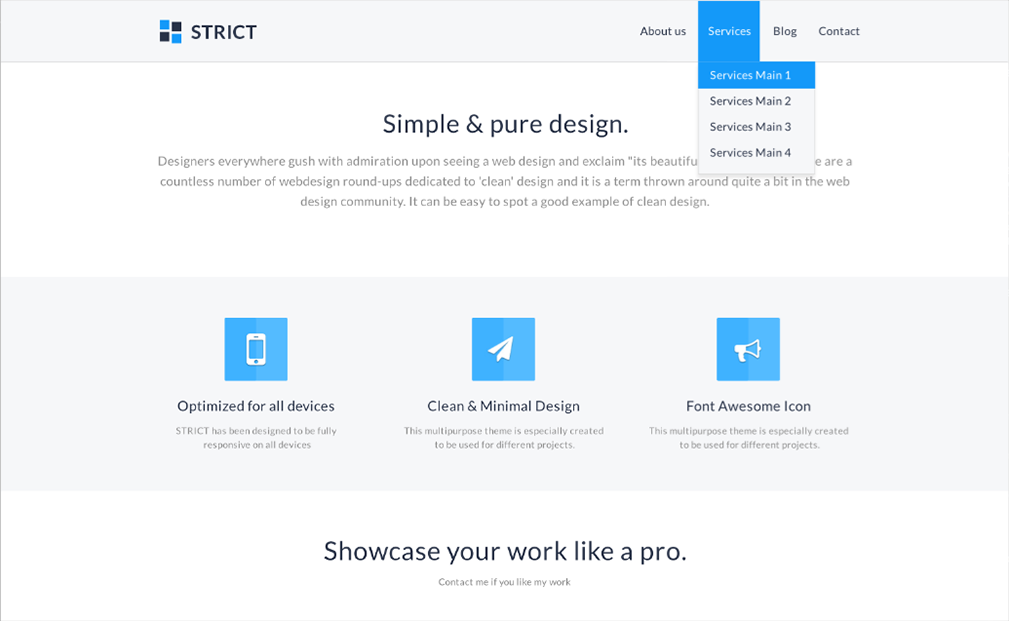 STRICT
About us
Services
Blog
Contact
Services Main 1
Services Main 2
Services Main 3
Services Main 4
Simple & pure design.
Designers everywhere gush with admiration upon seeing a web design and exclaim "its beautifu e are a
countless number of webdesign round-ups dedicated to 'clean' design and it is a term thrown around quite a bit in the web
design community. It can be easy to spot a good example of clean design.
Optimized for all devices
STRICT has been designed to be fully
responsive on all devices
Clean & Minimal Design
This multipurpose theme is especially created
to be used for different projects.
Font Awesome Icon
This multipurpose theme is especially created
to be used for different projects.
Showcase your work like a pro.
Contact me if you like my work